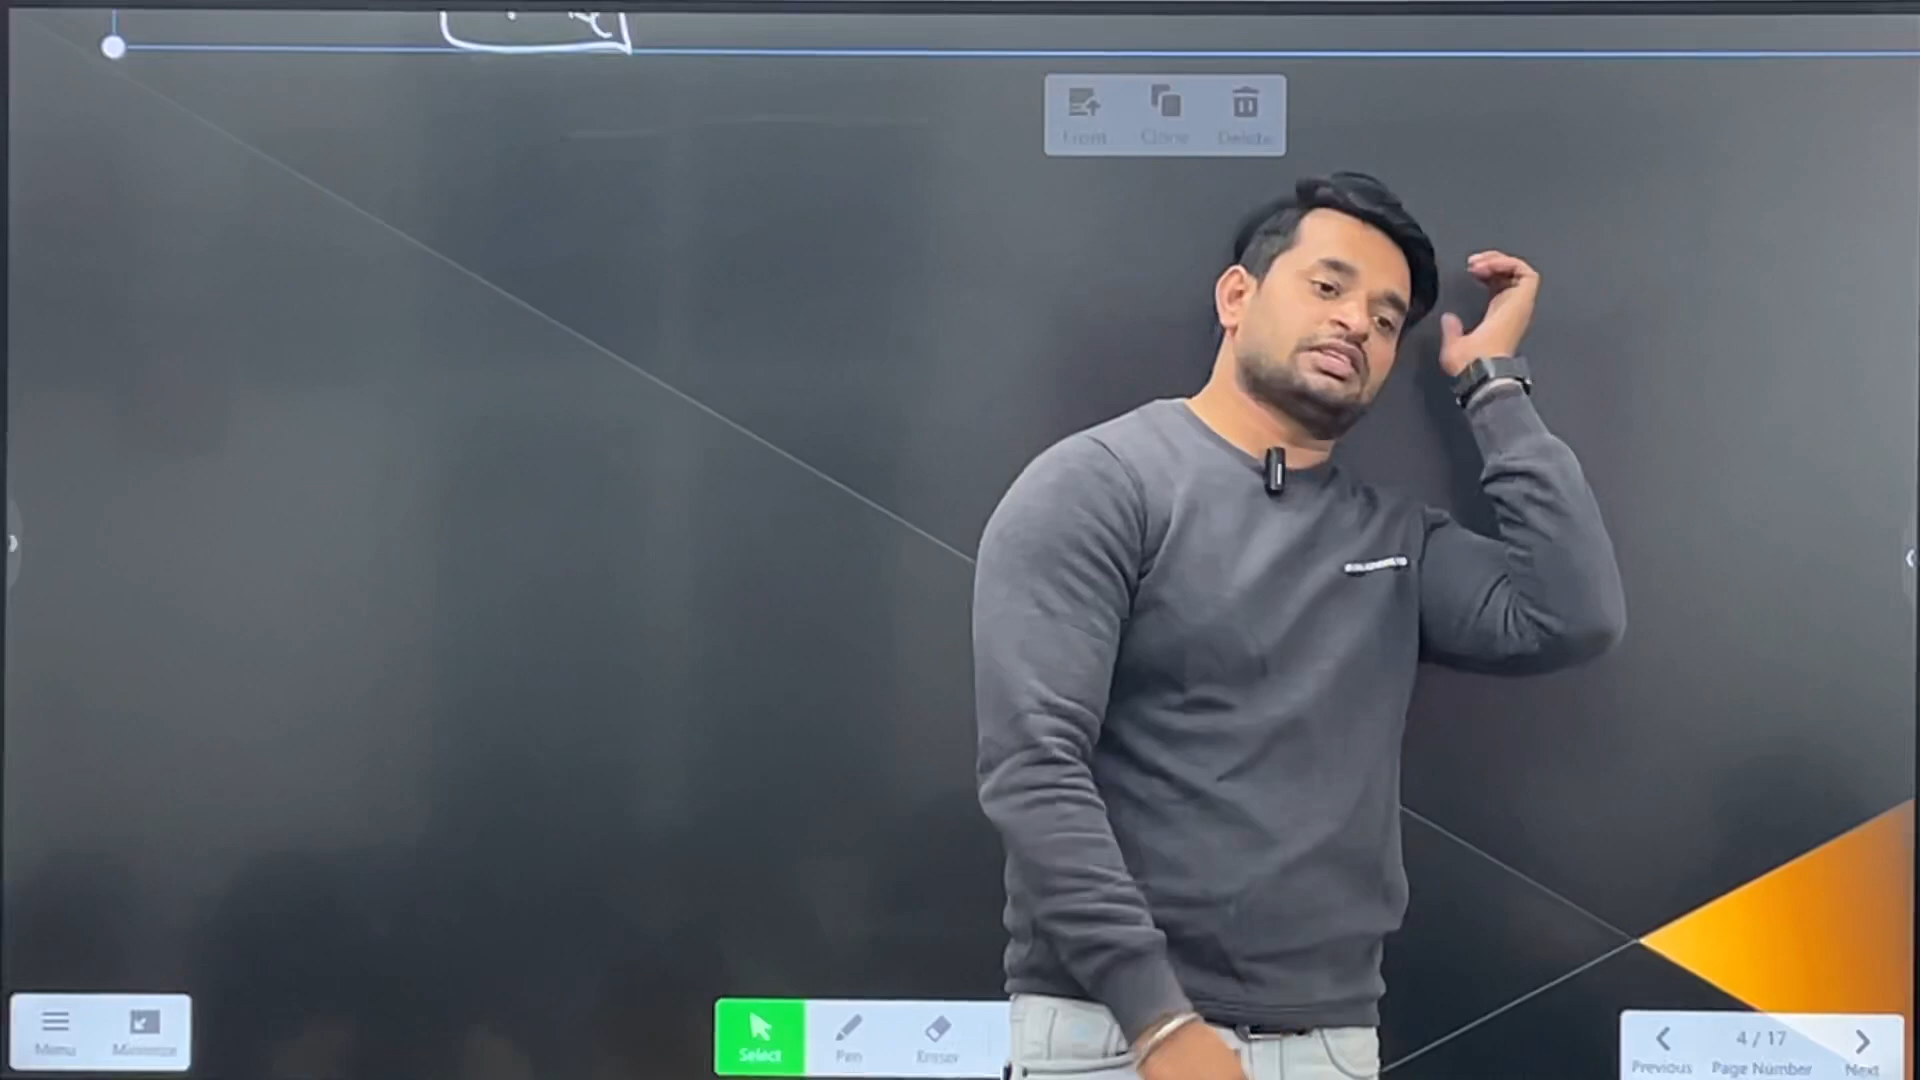 Front Clone Delete
Menu Minimize
Select Pen Eraser
4 / 17
Previous Page Number Next